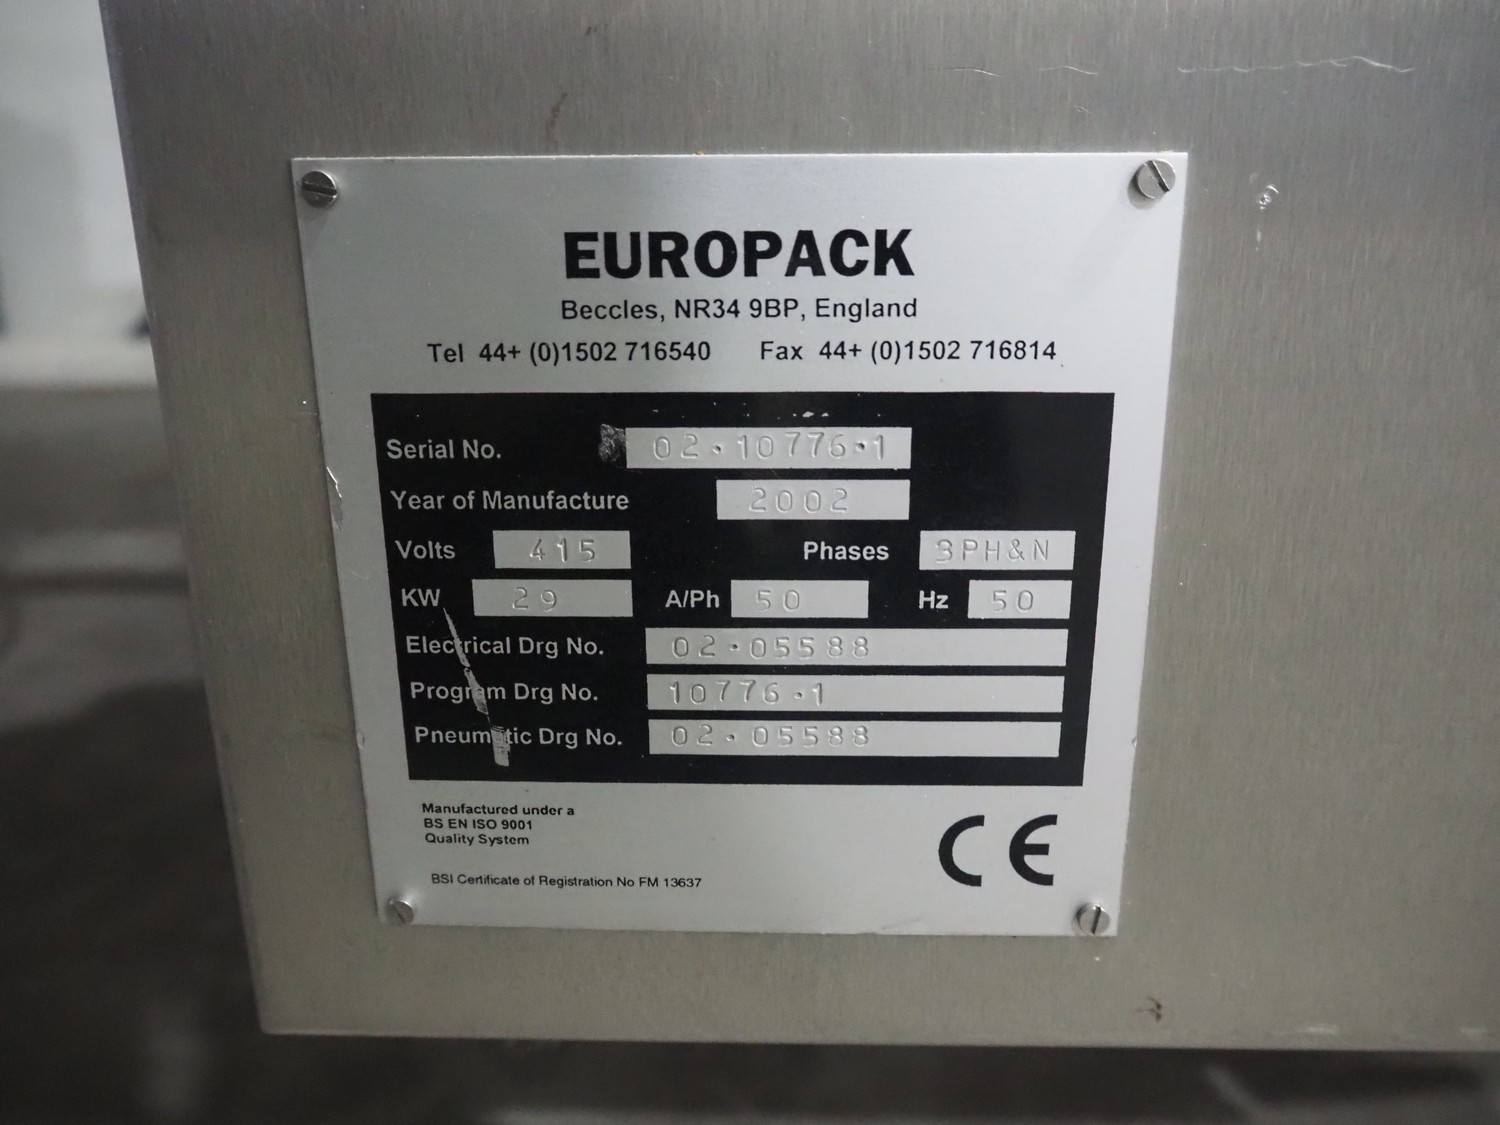 EUROPACK
Beccles, NR34 9BP, England
Tel 44+ (0)1502 716540 Fax 44+ (0)1502 716814
Serial No. 02·10776·1
Year of Manufacture 2002
Volts 415 Phases 3PH&N
KW 29 A/Ph 50 Hz 50
Electrical Drg No. 02·05588
Program Drg No. 10776·1
Pneumatic Drg No. 02·05588
Manufactured under a
BS EN ISO 9001
Quality System
BSI Certificate of Registration No FM 13637
CE